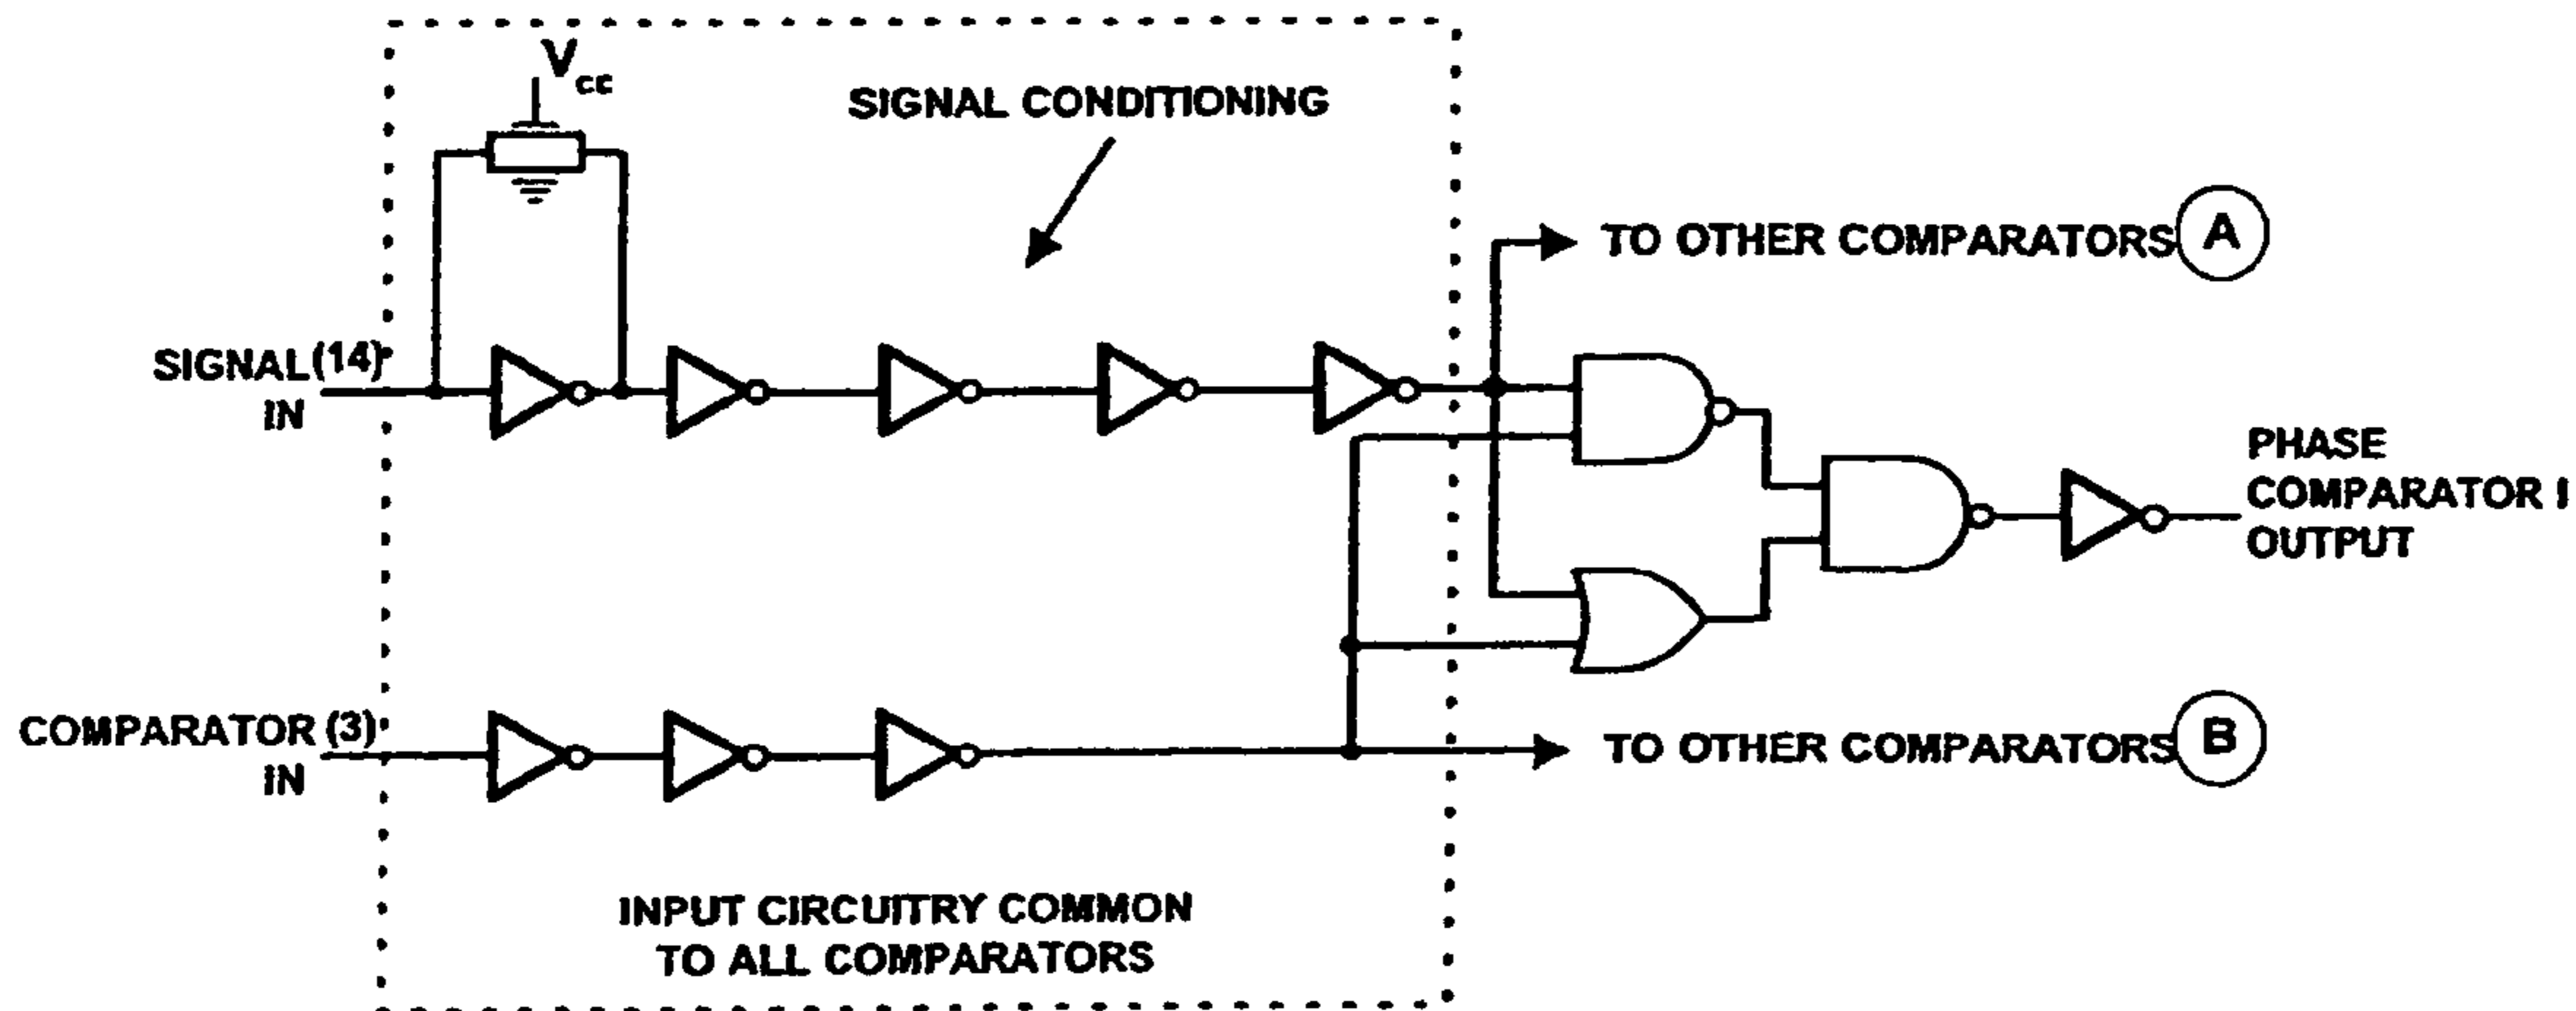 Vcc
SIGNAL CONDITIONING
TO OTHER COMPARATORS A
SIGNAL (14)
IN
PHASE
COMPARATOR I
OUTPUT
COMPARATOR (3)
IN
TO OTHER COMPARATORS B
INPUT CIRCUITRY COMMON
TO ALL COMPARATORS